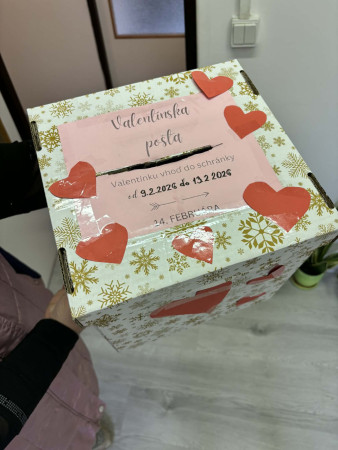 Valentínska
pošta
Valentínku vhoď do schránky
od 9.2.2026 do 13.2.2026
14. FEBRUÁRA